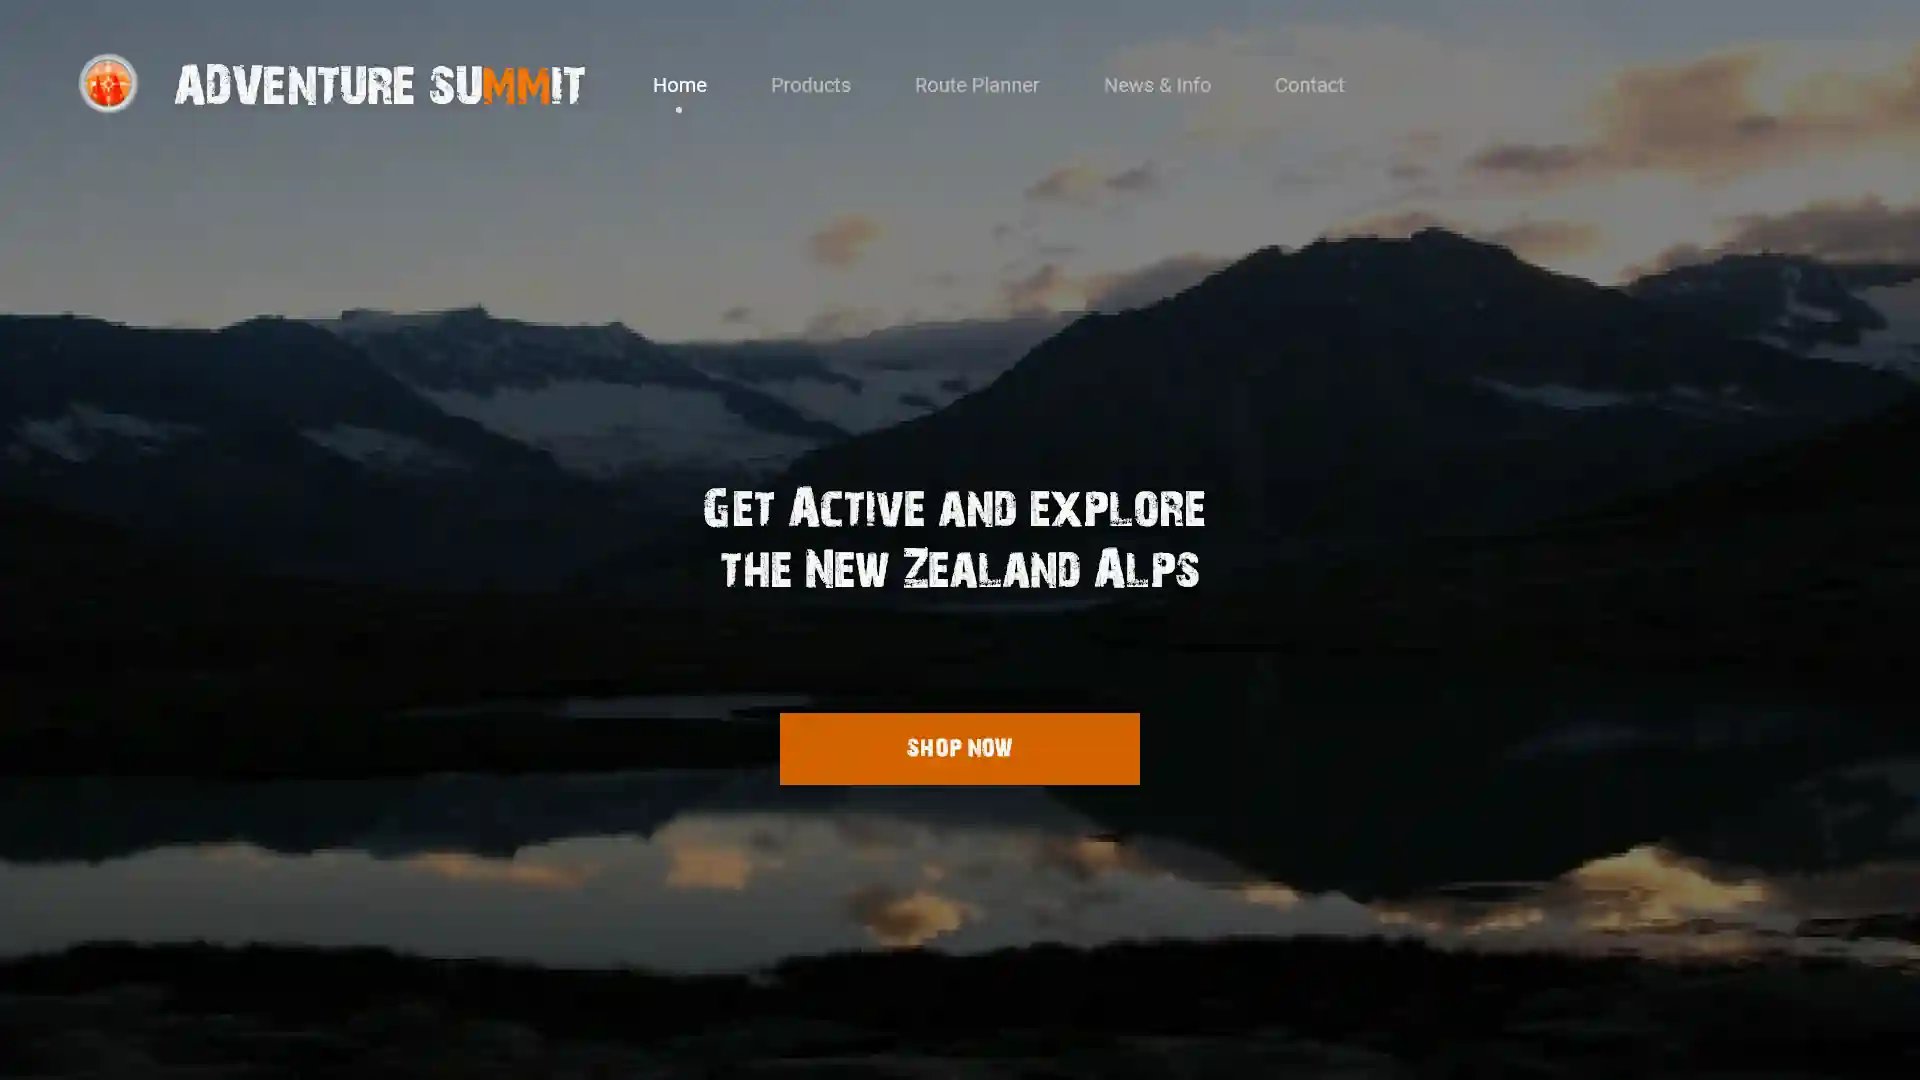 ADVENTURE SUMMIT
Home
Products
Route Planner
News & Info
Contact
Get Active and explore
the New Zealand Alps
SHOP NOW